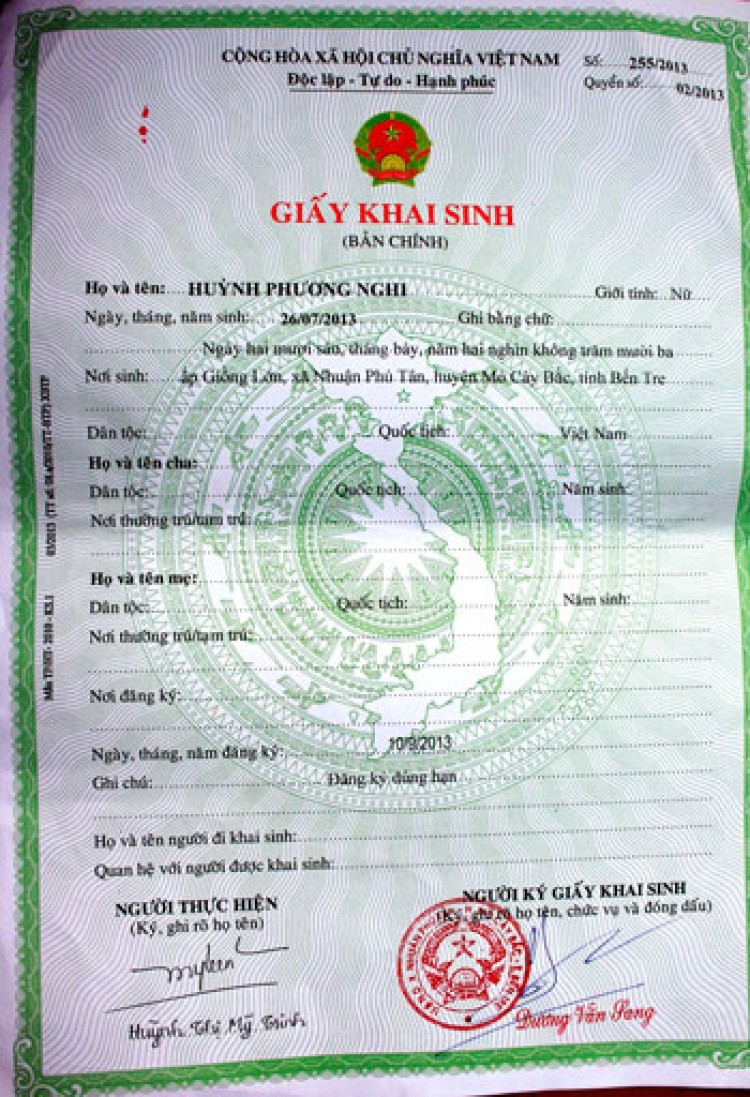 CỘNG HÒA XÃ HỘI CHỦ NGHĨA VIỆT NAM
Độc lập - Tự do - Hạnh phúc
Số: 255/2013
Quyển số: 02/2013
GIẤY KHAI SINH
(BẢN CHÍNH)
Họ và tên: HUỲNH PHƯƠNG NGHI Giới tính: Nữ
Ngày, tháng, năm sinh: 26/07/2013 Ghi bằng chữ:
Ngày hai mươi sáu, tháng bảy, năm hai nghìn không trăm mười ba
Nơi sinh: ấp Giồng Lớn, xã Nhuận Phú Tân, huyện Mỏ Cày Bắc, tỉnh Bến Tre
Dân tộc: Quốc tịch: Việt Nam
Họ và tên cha:
Dân tộc: Quốc tịch: Năm sinh:
Nơi thường trú/tạm trú:
Họ và tên mẹ:
Dân tộc: Quốc tịch: Năm sinh:
Nơi thường trú/tạm trú:
Nơi đăng ký:
Ngày, tháng, năm đăng ký: 10/9/2013
Ghi chú: Đăng ký đúng hạn
Họ và tên người đi khai sinh:
Quan hệ với người được khai sinh:
NGƯỜI THỰC HIỆN
(Ký, ghi rõ họ tên)
Huỳnh Thị Mỹ Trinh
NGƯỜI KÝ GIẤY KHAI SINH
(Ký, ghi rõ họ tên, chức vụ và đóng dấu)
Dương Văn Sang